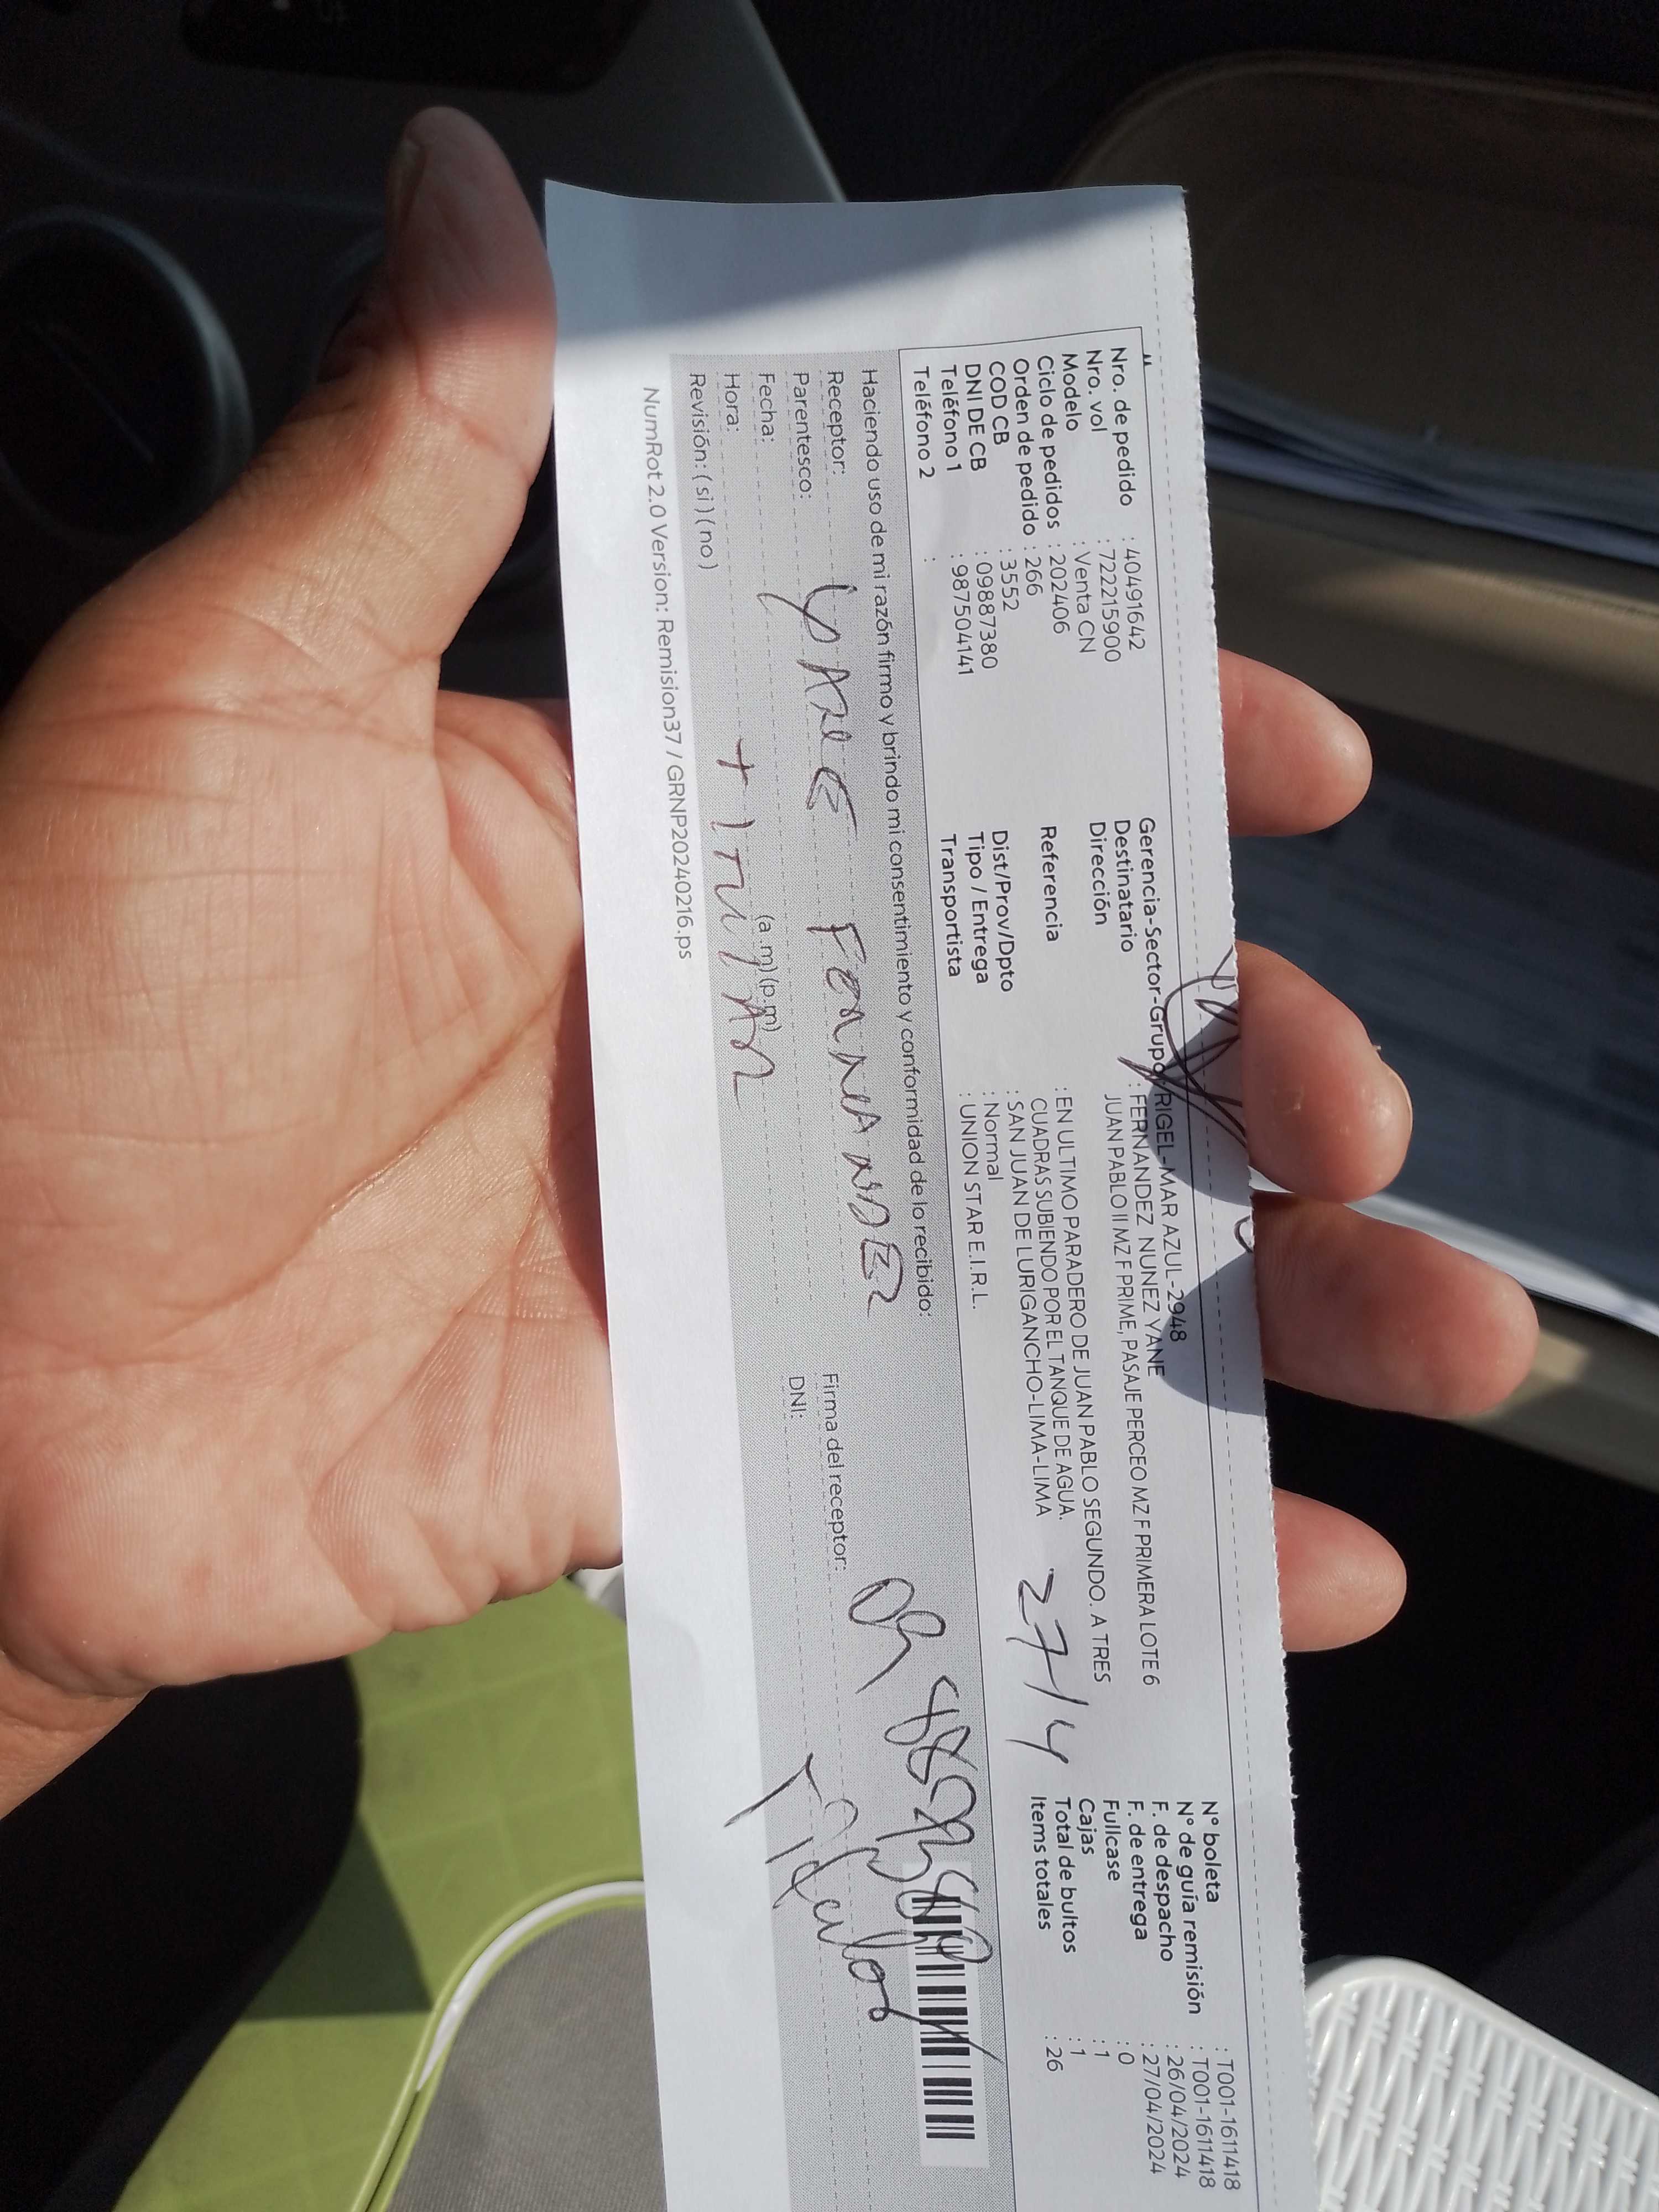 Nro. de pedido : 40491642
Nro. vol : 722215900
Modelo : Venta CN
Ciclo de pedidos : 202406
Orden de pedido : 266
COD CB : 3552
DNI DE CB : 09887380
Teléfono 1 : 987504141
Teléfono 2 :
Gerencia-Sector-Grupo : RIGEL-MAR AZUL-2948
Destinatario : FERNANDEZ NUNEZ YANE
Dirección JUAN PABLO II MZ F PRIME, PASAJE PERCEO MZ F PRIMERA LOTE 6
Referencia : EN ULTIMO PARADERO DE JUAN PABLO SEGUNDO. A TRES
CUADRAS SUBIENDO POR EL TANQUE DE AGUA.
Dist/Prov/Dpto : SAN JUAN DE LURIGANCHO-LIMA-LIMA
Tipo / Entrega : Normal
Transportista : UNION STAR E.I.R.L.
27/4
N° boleta : T001-1611418
N° de guía remisión : T001-1611418
F. de despacho : 26/04/2024
F. de entrega : 27/04/2024
Fullcase : 0
Cajas : 1
Total de bultos : 1
Items totales : 26
Haciendo uso de mi razón firmo y brindo mi consentimiento y conformidad de lo recibido:
Receptor: YANE FERNANDEZ
Parentesco:
Fecha:
Hora: (a.m) (p.m)
+ ITULAR
Revisión: (si) (no)
Firma del receptor:
DNI:
NumRot 2.0 Version: Remision37 / GRNP20240216.ps